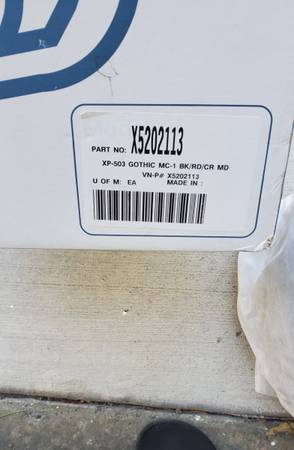 PART NO: X5202113
XP-503 GOTHIC MC-1 BK/RD/CR MD
VN-P# X5202113
U OF M: EA MADE IN :